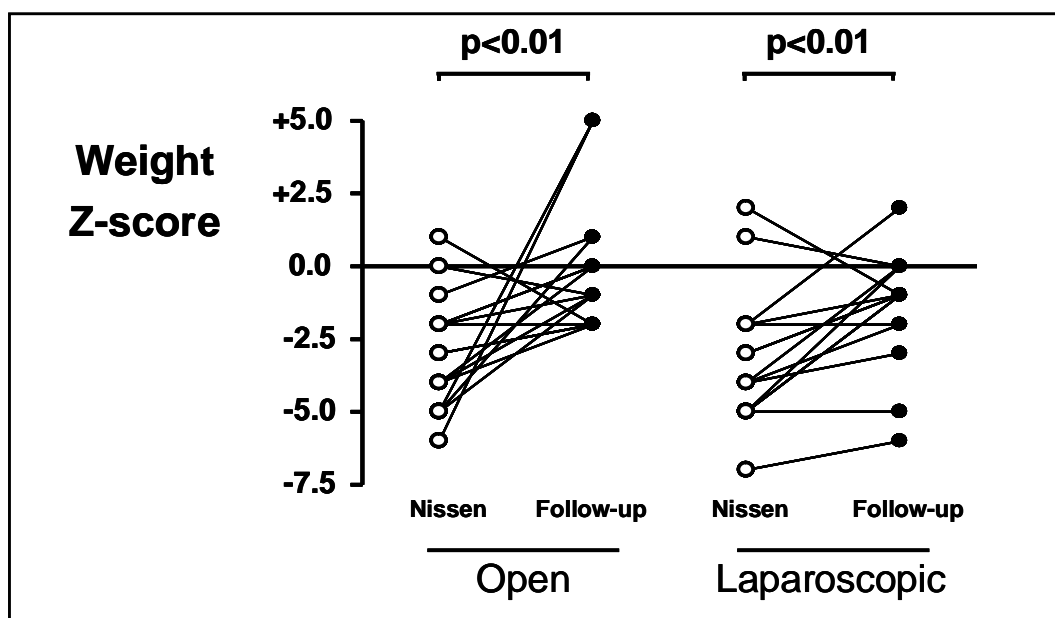 p<0.01 p<0.01
Weight
Z-score
+5.0
+2.5
0.0
-2.5
-5.0
-7.5
Nissen Follow-up Nissen Follow-up
Open Laparoscopic